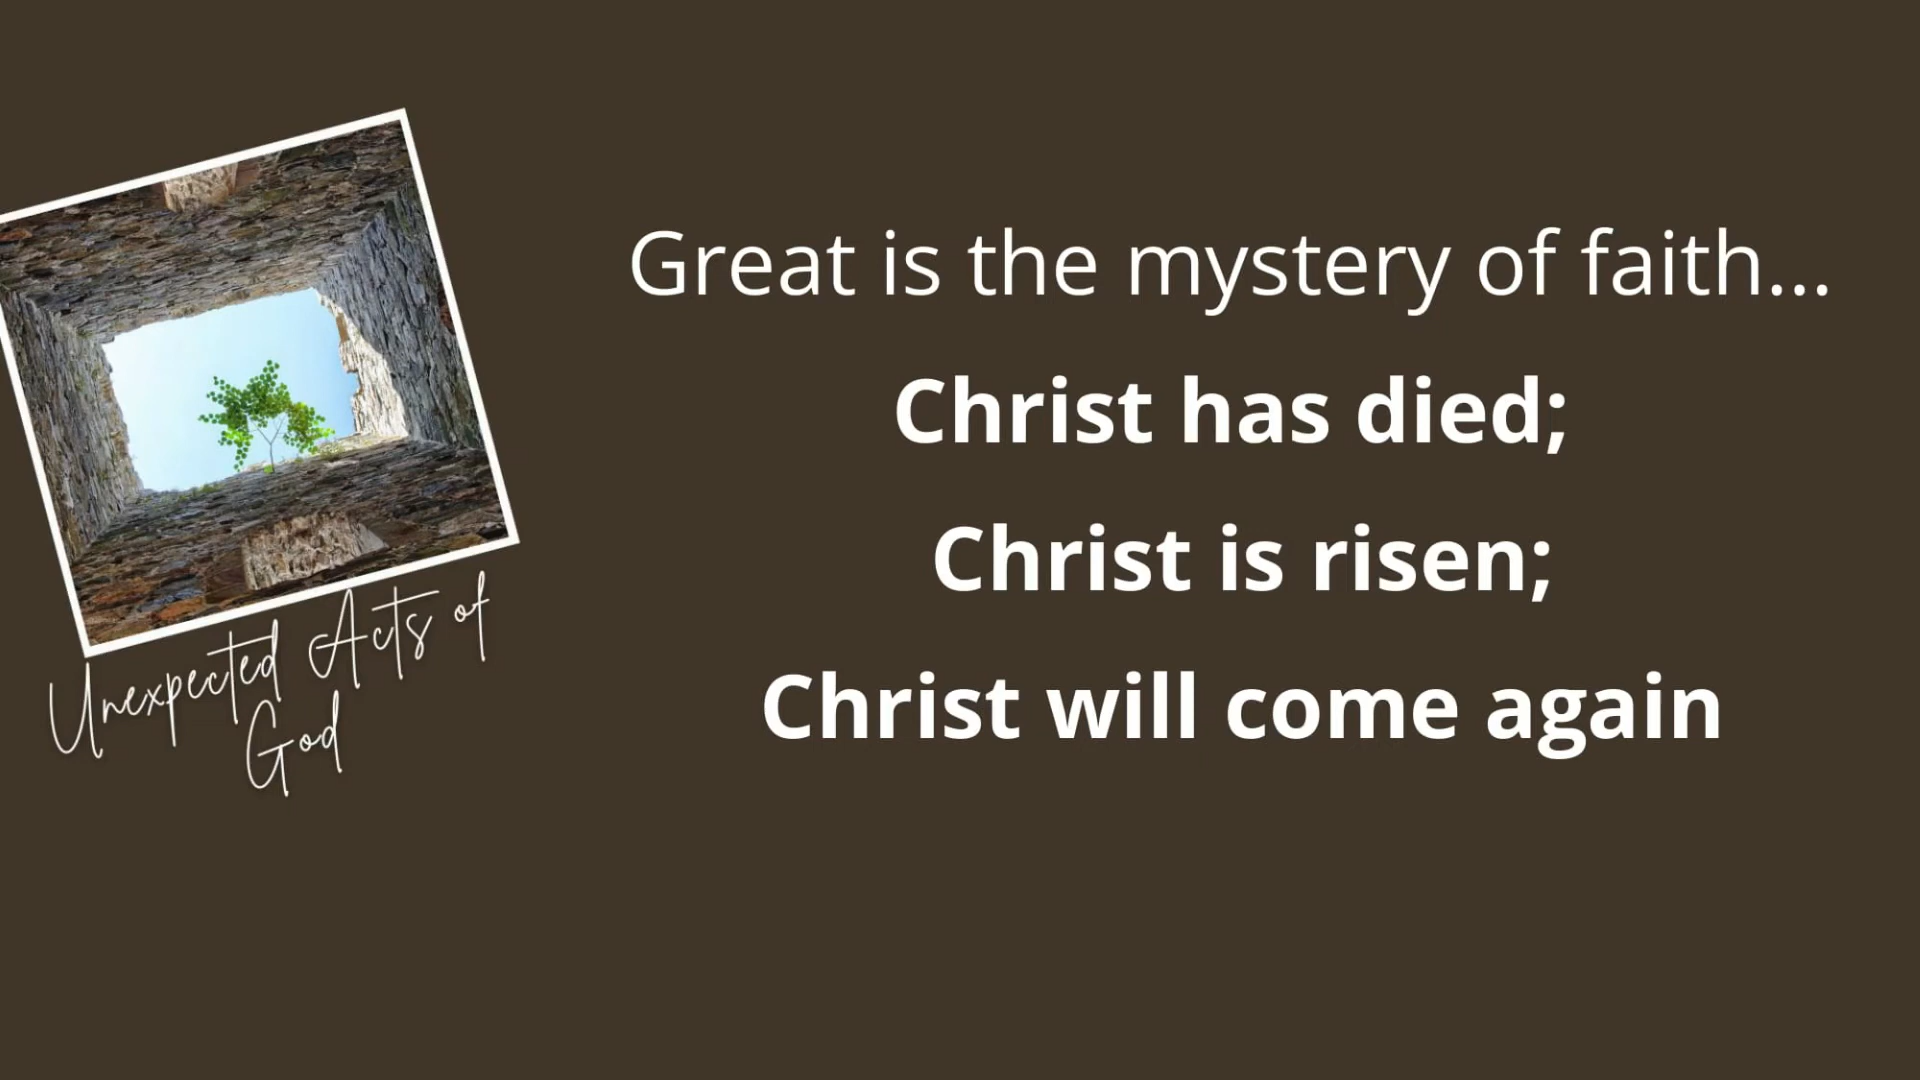 Great is the mystery of faith...
Christ has died;
Christ is risen;
Christ will come again
Unexpected Acts of
God